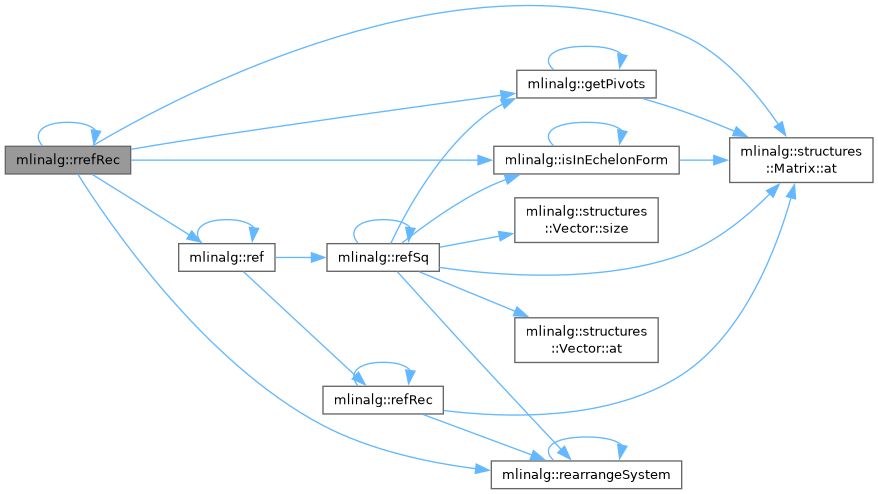 mlinalg::getPivots
mlinalg::structures
::Matrix::at
mlinalg::rrefRec
mlinalg::isInEchelonForm
mlinalg::structures
::Vector::size
mlinalg::ref
mlinalg::refSq
mlinalg::structures
::Vector::at
mlinalg::refRec
mlinalg::rearrangeSystem